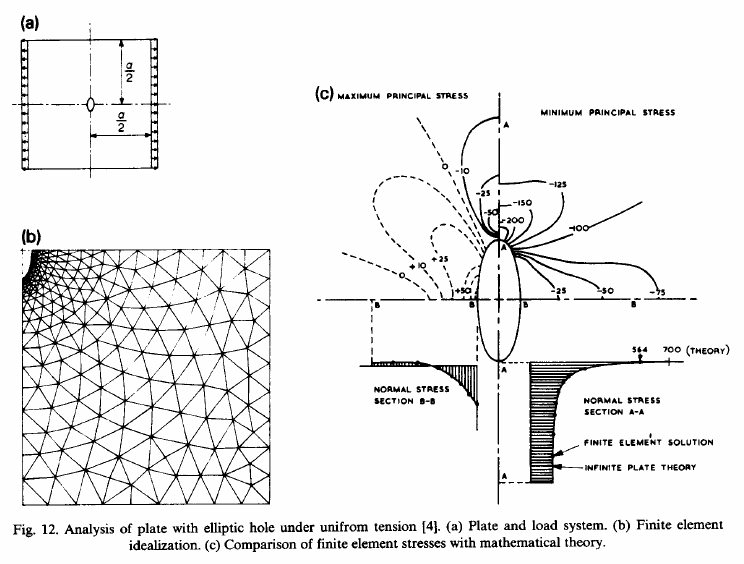 (a)
a
2
a
2
(b)
(c) MAXIMUM PRINCIPAL STRESS
MINIMUM PRINCIPAL STRESS
A
0
-10
-25
-50
-125
-150
-200
-100
A
+25
+10
0
+50
-25
-50
-75
B
B
B
B
A
564 700 (THEORY)
NORMAL STRESS
SECTION B-B
NORMAL STRESS
SECTION A-A
FINITE ELEMENT SOLUTION
INFINITE PLATE THEORY
A
Fig. 12. Analysis of plate with elliptic hole under unifrom tension [4]. (a) Plate and load system. (b) Finite element
idealization. (c) Comparison of finite element stresses with mathematical theory.